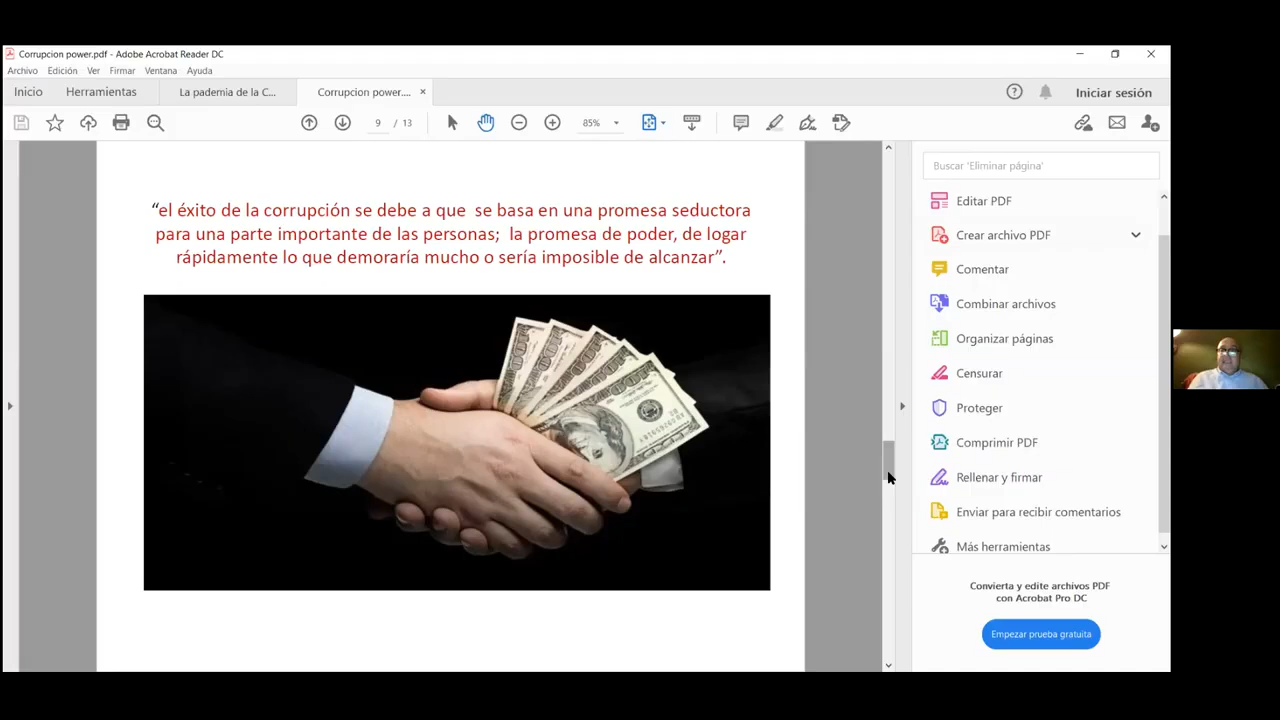 Corrupcion power.pdf - Adobe Acrobat Reader DC
Archivo Edición Ver Firmar Ventana Ayuda
Inicio Herramientas La pademia de la C... Corrupcion power.... × Iniciar sesión
9 / 13 85%
“el éxito de la corrupción se debe a que se basa en una promesa seductora
para una parte importante de las personas; la promesa de poder, de logar
rápidamente lo que demoraría mucho o sería imposible de alcanzar”.
100
Buscar 'Eliminar página'
Editar PDF
Crear archivo PDF
Comentar
Combinar archivos
Organizar páginas
Censurar
Proteger
Comprimir PDF
Rellenar y firmar
Enviar para recibir comentarios
Más herramientas
Convierta y edite archivos PDF
con Acrobat Pro DC
Empezar prueba gratuita